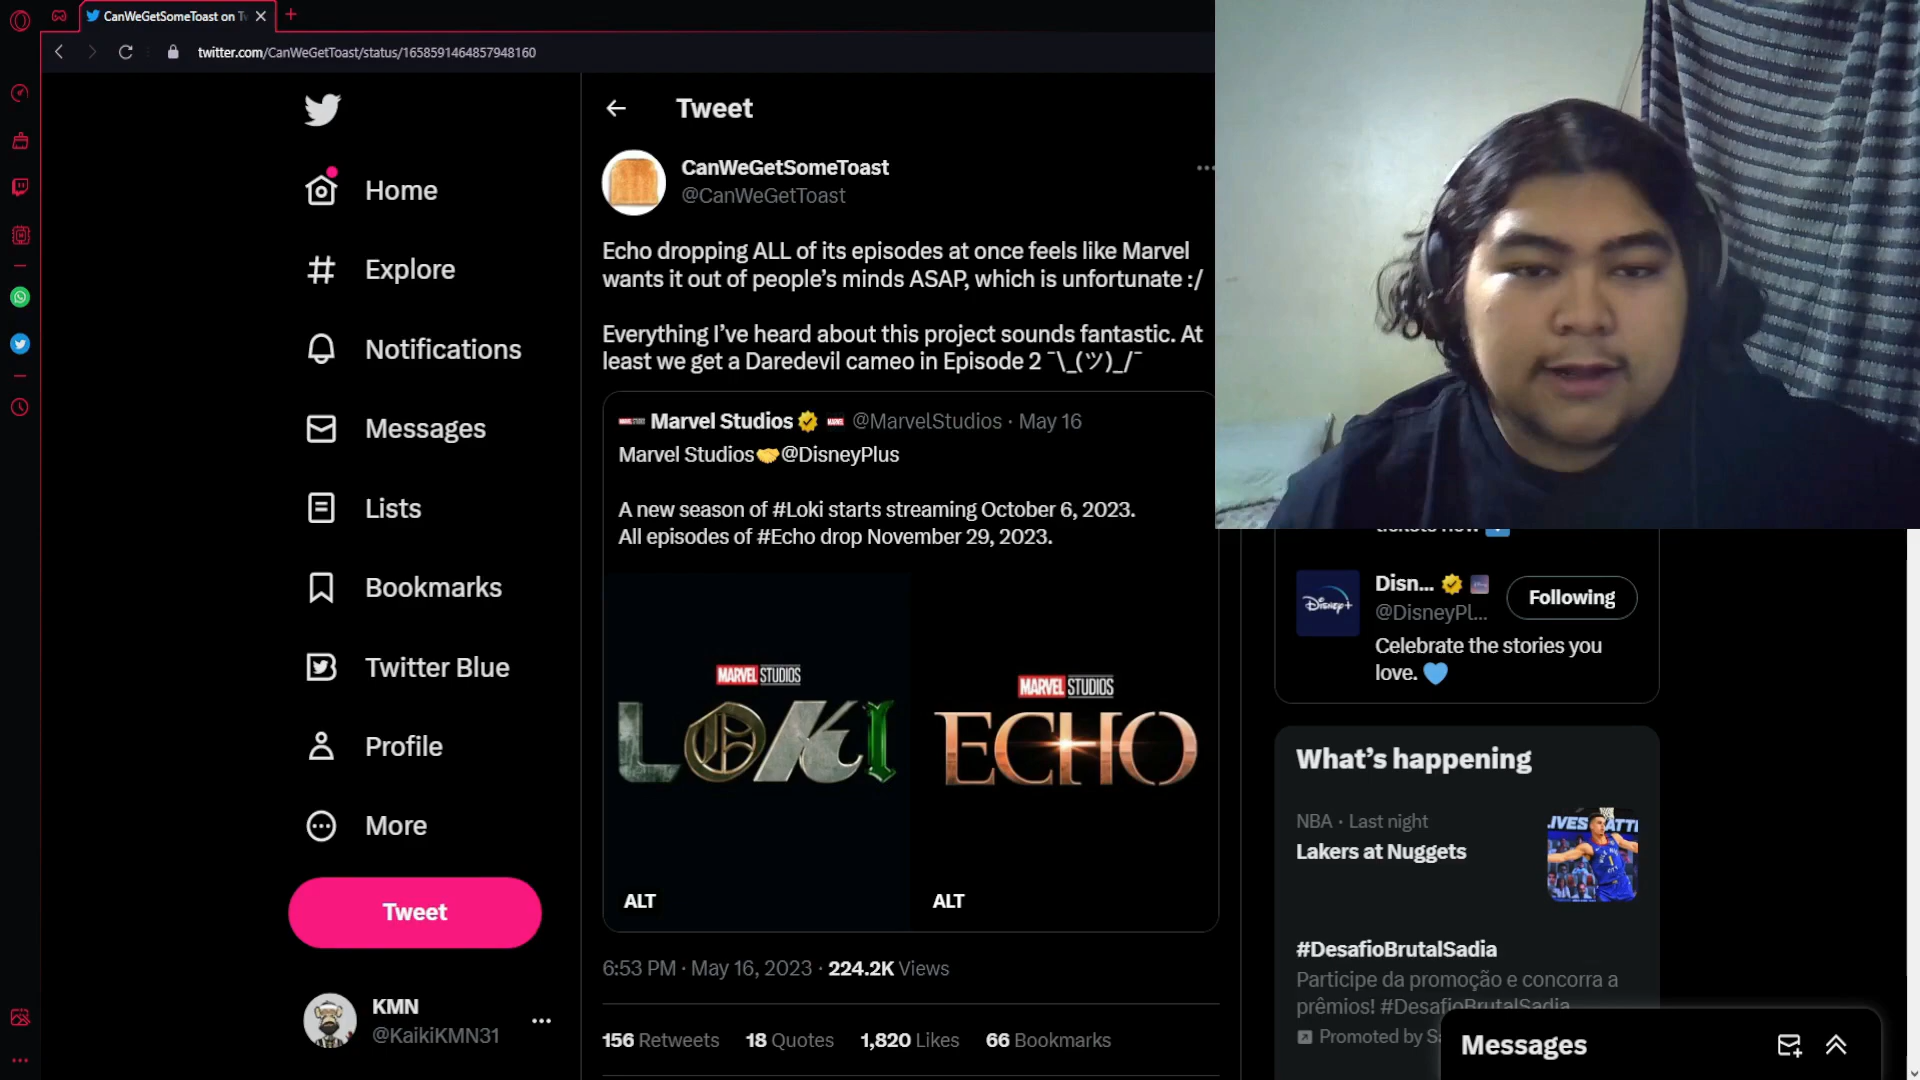 CanWeGetSomeToast on Tw
twitter.com/CanWeGetToast/status/1658591464857948160
Home
Explore
Notifications
Messages
Lists
Bookmarks
Twitter Blue
Profile
More
Tweet
KMN
@KaikiKMN31
Tweet
CanWeGetSomeToast
@CanWeGetToast
Echo dropping ALL of its episodes at once feels like Marvel
wants it out of people’s minds ASAP, which is unfortunate :/
Everything I’ve heard about this project sounds fantastic. At
least we get a Daredevil cameo in Episode 2 ¯\_(ツ)_/¯
Marvel Studios @MarvelStudios · May 16
Marvel Studios🤝@DisneyPlus
A new season of #Loki starts streaming October 6, 2023.
All episodes of #Echo drop November 29, 2023.
MARVEL STUDIOS
LOKI
ALT
MARVEL STUDIOS
ECHO
ALT
6:53 PM · May 16, 2023 · 224.2K Views
156 Retweets 18 Quotes 1,820 Likes 66 Bookmarks
Disn...
@DisneyPl...
Following
Celebrate the stories you
love. 💙
Disney+
What’s happening
NBA · Last night
Lakers at Nuggets
#DesafioBrutalSadia
Participe da promoção e concorra a
prêmios! #DesafioBrutalSadia
Promoted by S
Messages